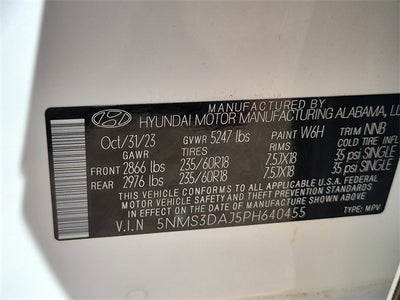 MANUFACTURED BY
HYUNDAI MOTOR MANUFACTURING ALABAMA, LL
Oct/31/23 GVWR 5247 lbs PAINT W6H TRIM NNB
GAWR TIRES RIMS COLD TIRE INFL
FRONT 2866 lbs 235/60R18 7.5JX18 35 psi SINGLE
REAR 2976 lbs 235/60R18 7.5JX18 35 psi SINGLE
THIS VEHICLE CONFORMS TO ALL APPLICABLE U.S. FEDERAL
MOTOR VEHICLE SAFETY AND THEFT PREVENTION STANDARDS
IN EFFECT ON THE DATE OF MANUFACTURE SHOWN ABOVE.
V.I.N 5NMS3DAJ5PH640455 TYPE: MPV